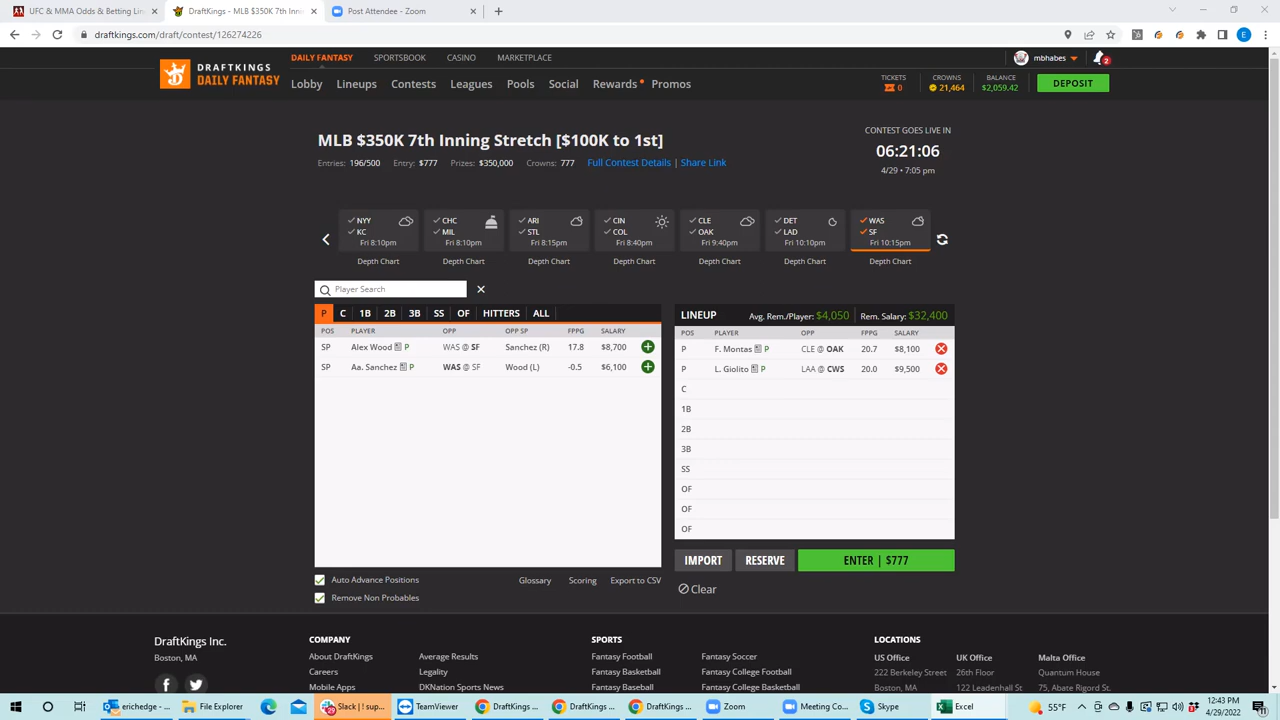 UFC & MMA Odds & Betting Lin
DraftKings - MLB $350K 7th Inn
Post Attendee - Zoom
draftkings.com/draft/contest/126274226
DRAFTKINGS
DAILY FANTASY
DAILY FANTASY SPORTSBOOK CASINO MARKETPLACE
mbhabes
2
Lobby Lineups Contests Leagues Pools Social Rewards Promos
TICKETS
0
CROWNS
21,464
BALANCE
$2,059.42
DEPOSIT
MLB $350K 7th Inning Stretch [$100K to 1st]
Entries: 196/500 Entry: $777 Prizes: $350,000 Crowns: 777 Full Contest Details | Share Link
CONTEST GOES LIVE IN
06:21:06
4/29 • 7:05 pm
NYY
KC
Fri 8:10pm
Depth Chart
CHC
MIL
Fri 8:10pm
Depth Chart
ARI
STL
Fri 8:15pm
Depth Chart
CIN
COL
Fri 8:40pm
Depth Chart
CLE
OAK
Fri 9:40pm
Depth Chart
DET
LAD
Fri 10:10pm
Depth Chart
WAS
SF
Fri 10:15pm
Depth Chart
Player Search
P C 1B 2B 3B SS OF HITTERS ALL
POS PLAYER OPP OPP SP FPPG SALARY
SP Alex Wood P WAS @ SF Sanchez (R) 17.8 $8,700
SP Aa. Sanchez P WAS @ SF Wood (L) -0.5 $6,100
Auto Advance Positions
Remove Non Probables
Glossary Scoring Export to CSV
LINEUP Avg. Rem./Player: $4,050 Rem. Salary: $32,400
POS PLAYER OPP FPPG SALARY
P F. Montas P CLE @ OAK 20.7 $8,100
P L. Giolito P LAA @ CWS 20.0 $9,500
C
1B
2B
3B
SS
OF
OF
OF
IMPORT RESERVE ENTER | $777
Clear
DraftKings Inc.
Boston, MA
COMPANY
About DraftKings
Careers
Mobile Apps
Average Results
Legality
DKNation Sports News
SPORTS
Fantasy Football
Fantasy Basketball
Fantasy Baseball
Fantasy Soccer
Fantasy College Football
Fantasy College Basketball
LOCATIONS
US Office
222 Berkeley Street
Boston, MA
UK Office
26th Floor
122 Leadenhall St
Malta Office
Quantum House
75, Abate Rigord St.
erichedge ...
File Explorer
Slack | ! sup...
TeamViewer
DraftKings ...
DraftKings ...
DraftKings ...
Zoom
Meeting Co...
Skype
Excel
55°F
12:43 PM
4/29/2022